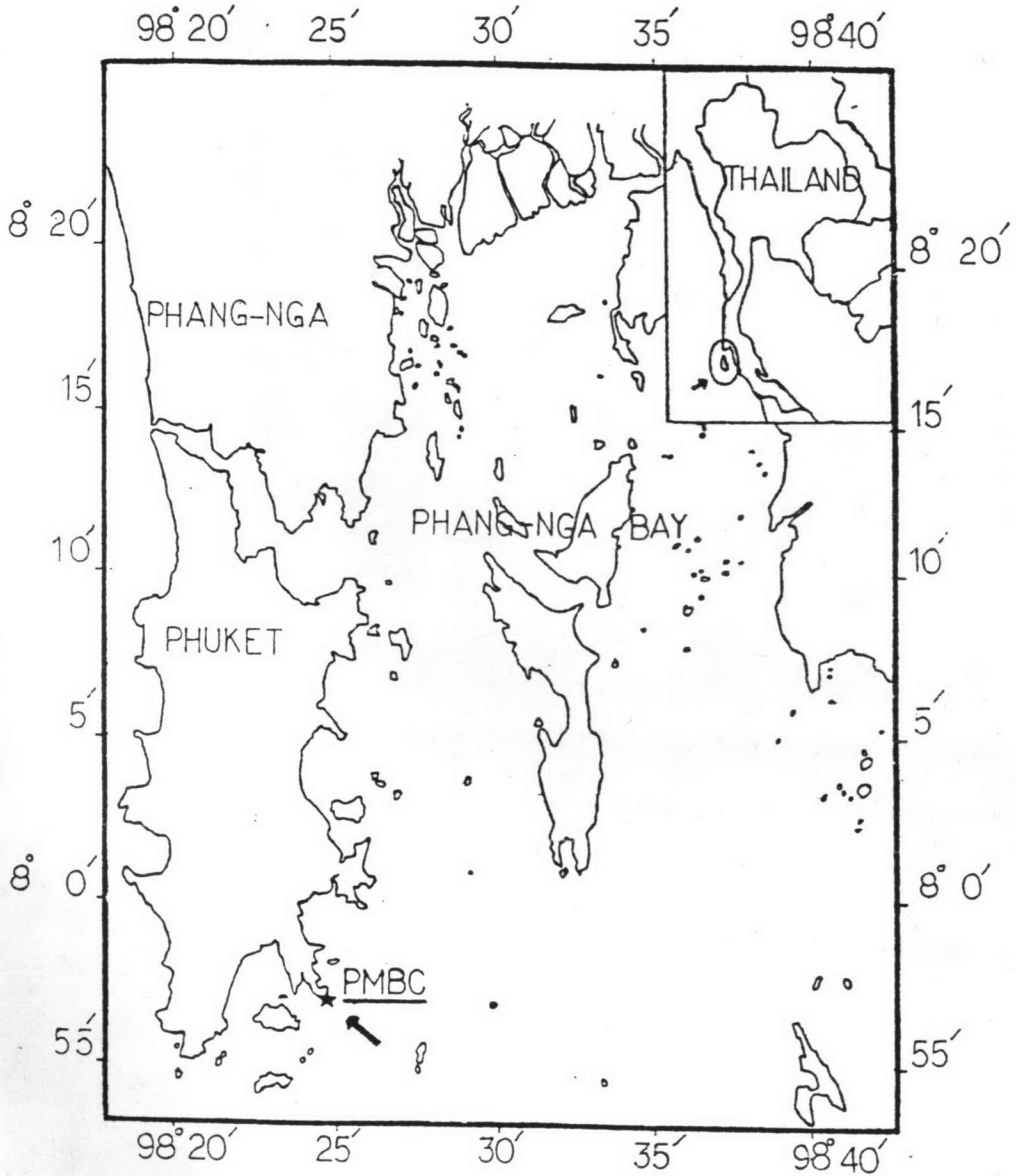 98° 20′ 25′ 30′ 35′ 98° 40′
THAILAND
8° 20′
8° 20′
PHANG-NGA
15′
15′
PHANG-NGA BAY
10′
10′
PHUKET
5′
5′
8° 0′
8° 0′
PMBC
55′
55′
98° 20′ 25′ 30′ 35′ 98° 40′